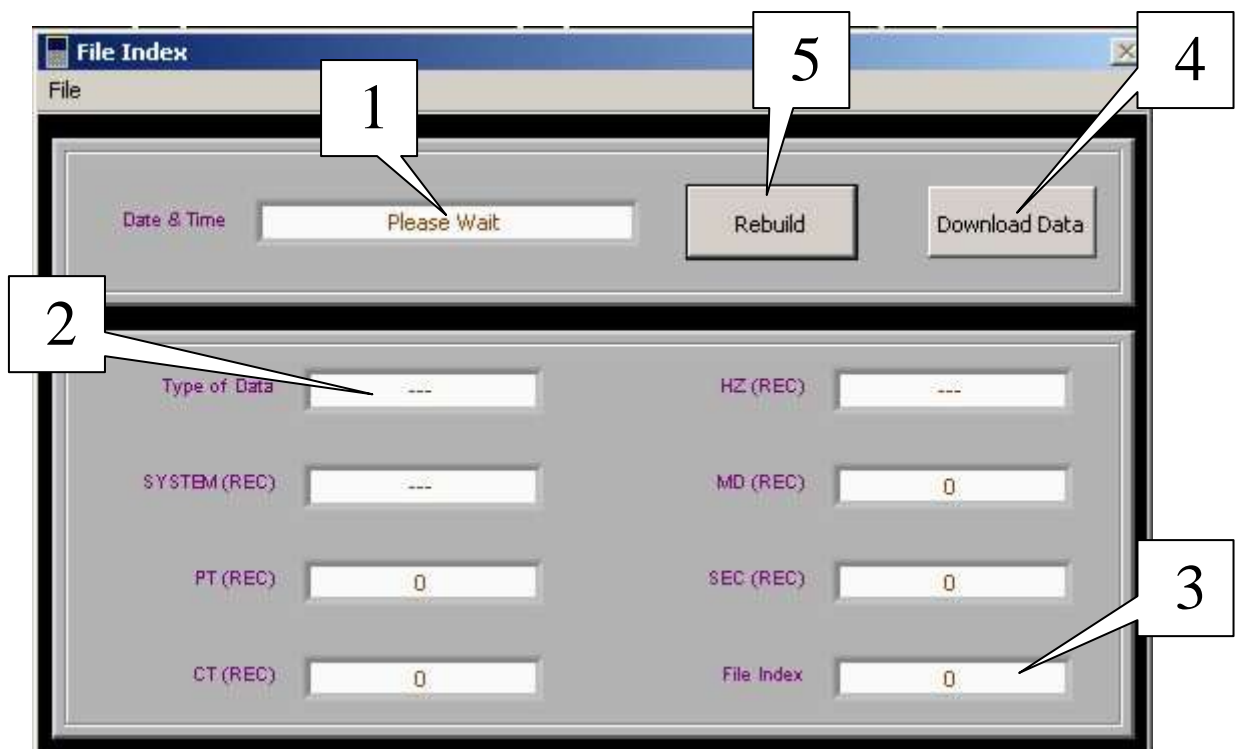 File Index
File
1
5
4
Date & Time Please Wait Rebuild Download Data
2
Type of Data --- HZ (REC) ---
SYSTEM (REC) --- MD (REC) 0
PT (REC) 0 SEC (REC) 0
3
CT (REC) 0 File Index 0